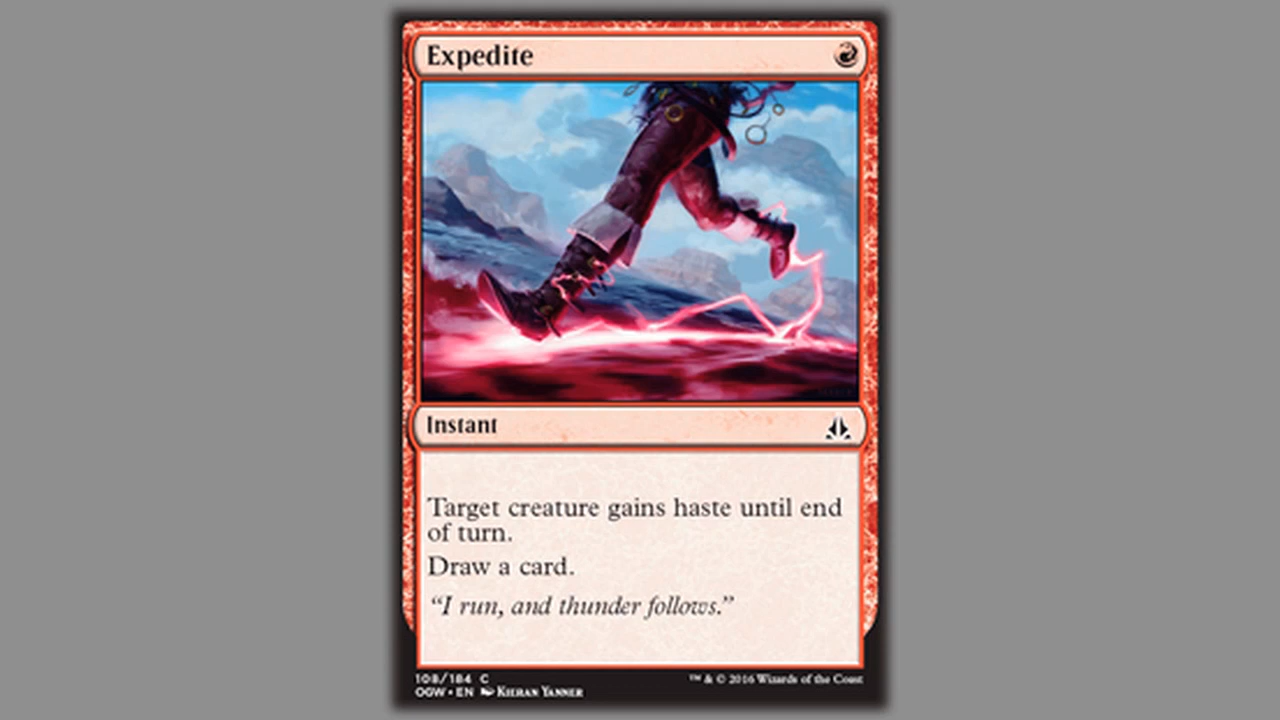 Expedite
Instant
Target creature gains haste until end
of turn.
Draw a card.
“I run, and thunder follows.”
108/184 C
OGW • EN Kieran Yanner
™ & © 2016 Wizards of the Coast